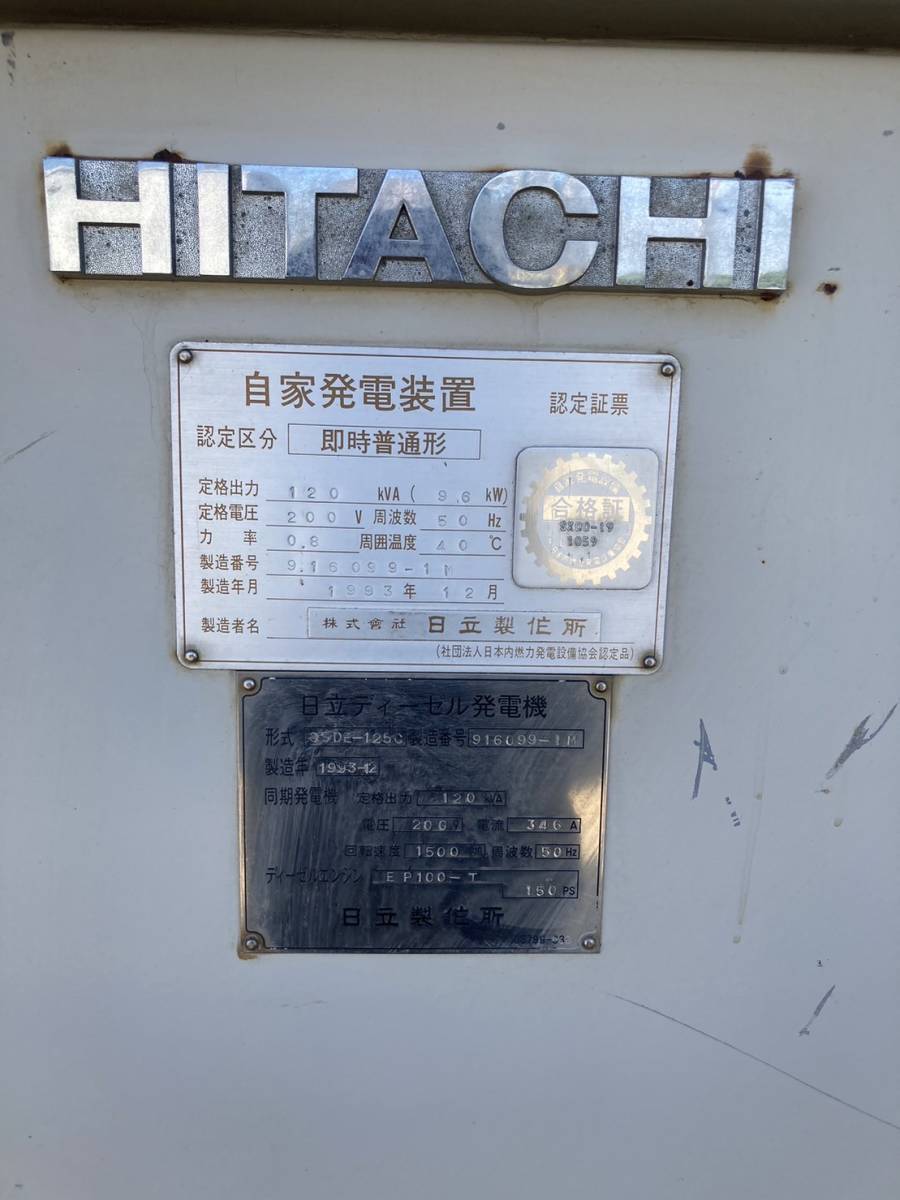 HITACHI
自家発電装置
認定証票
認定区分 即時普通形
定格出力 120 kVA ( 9.6 kW)
定格電圧 200 V 周波数 50 Hz
力率 0.8 周囲温度 40 ℃
製造番号 916099-1M
製造年月 1993年 12月
製造者名 株式會社 日立製作所
(社団法人日本内燃力発電設備協会認定品)
合格証
1059
日立ディーゼル発電機
形式 製造番号 916099-1M
製造年 1993-12
同期発電機 定格出力 120 kVA
電圧 200 V 電流 346 A
回転速度 1500 周波数 50 Hz
ディーゼルエンジン EP100-T
150 PS
日立製作所